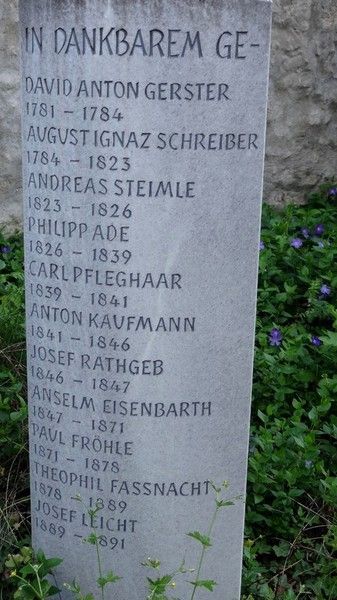 IN DANKBAREM GE-
DAVID ANTON GERSTER
1781 - 1784
AUGUST IGNAZ SCHREIBER
1784 - 1823
ANDREAS STEIMLE
1823 - 1826
PHILIPP ADE
1826 - 1839
CARL PFLEGHAAR
1839 - 1841
ANTON KAUFMANN
1841 - 1846
JOSEF RATHGEB
1846 - 1847
ANSELM EISENBARTH
1847 - 1871
PAUL FRÖHLE
1871 - 1878
THEOPHIL FASSNACHT
1878 - 1889
JOSEF LEICHT
1889 - 1891